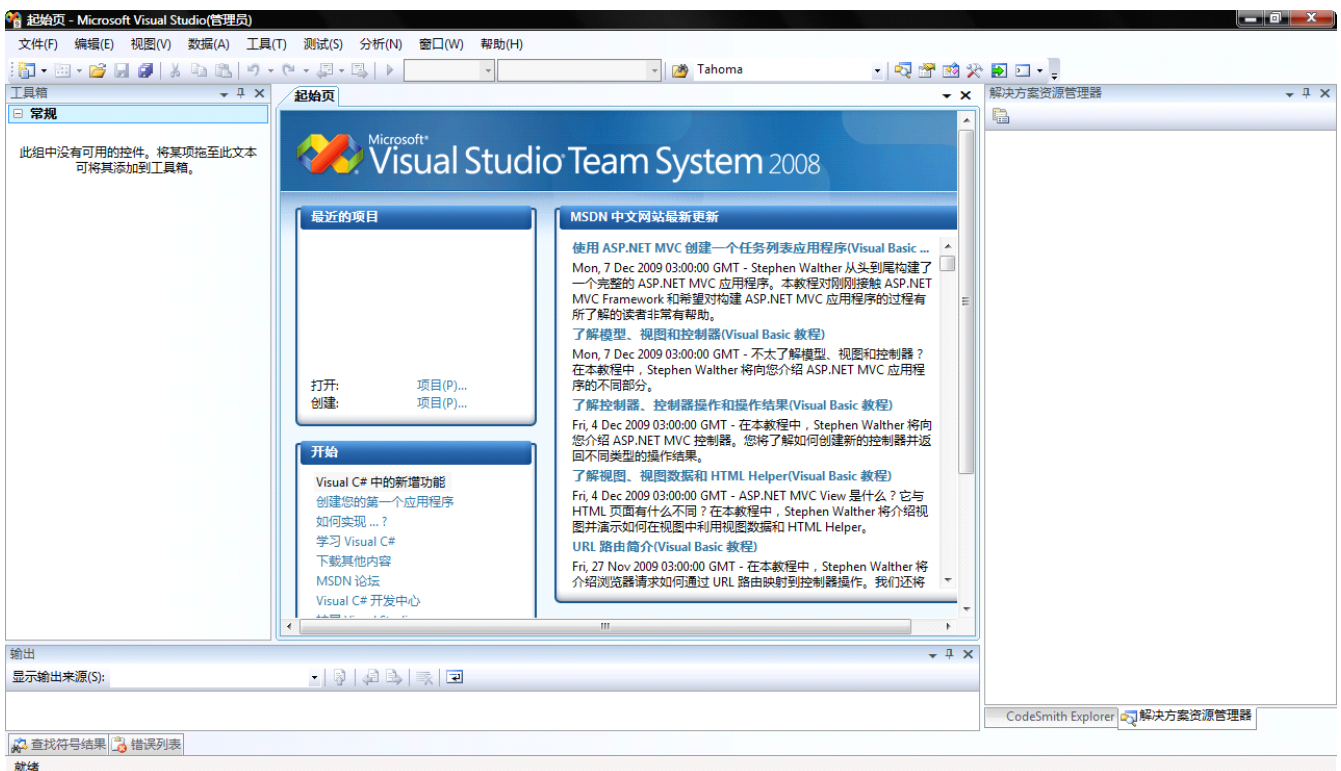 起始页 - Microsoft Visual Studio(管理员)
文件(F) 编辑(E) 视图(V) 数据(A) 工具(T) 测试(S) 分析(N) 窗口(W) 帮助(H)
Tahoma
工具箱
常规
此组中没有可用的控件。将某项拖至此文本
可将其添加到工具箱。
起始页
Microsoft®
Visual Studio Team System 2008
最近的项目
打开: 项目(P)...
创建: 项目(P)...
开始
Visual C# 中的新增功能
创建您的第一个应用程序
如何实现 ... ?
学习 Visual C#
下载其他内容
MSDN 论坛
Visual C# 开发中心
MSDN 中文网站最新更新
使用 ASP.NET MVC 创建一个任务列表应用程序(Visual Basic ...
Mon, 7 Dec 2009 03:00:00 GMT - Stephen Walther 从头到尾构建了
一个完整的 ASP.NET MVC 应用程序。本教程对刚刚接触 ASP.NET
MVC Framework 和希望对构建 ASP.NET MVC 应用程序的过程有
所了解的读者非常有帮助。
了解模型、视图和控制器(Visual Basic 教程)
Mon, 7 Dec 2009 03:00:00 GMT - 不太了解模型、视图和控制器？
在本教程中，Stephen Walther 将向您介绍 ASP.NET MVC 应用程
序的不同部分。
了解控制器、控制器操作和操作结果(Visual Basic 教程)
Fri, 4 Dec 2009 03:00:00 GMT - 在本教程中，Stephen Walther 将向
您介绍 ASP.NET MVC 控制器。您将了解如何创建新的控制器并返
回不同类型的操作结果。
了解视图、视图数据和 HTML Helper(Visual Basic 教程)
Fri, 4 Dec 2009 03:00:00 GMT - ASP.NET MVC View 是什么？它与
HTML 页面有什么不同？在本教程中，Stephen Walther 将介绍视
图并演示如何在视图中利用视图数据和 HTML Helper。
URL 路由简介(Visual Basic 教程)
Fri, 27 Nov 2009 03:00:00 GMT - 在本教程中，Stephen Walther 将
介绍浏览器请求如何通过 URL 路由映射到控制器操作。我们还将
解决方案资源管理器
输出
显示输出来源(S):
CodeSmith Explorer 解决方案资源管理器
查找符号结果 错误列表
就绪